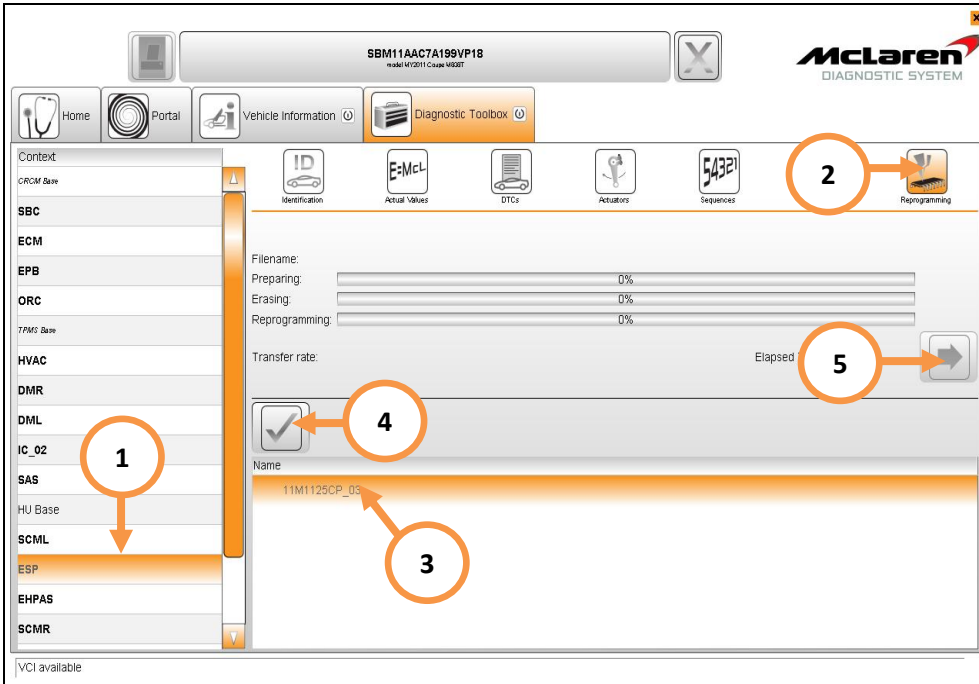 SBM11AAC7A199VP18
model MY2011 Coupe M838T
McLaren
DIAGNOSTIC SYSTEM
Home
Portal
Vehicle Information
Diagnostic Toolbox
Context
CRCM Base
SBC
ECM
EPB
ORC
TPMS Base
HVAC
DMR
DML
IC_02
SAS
HU Base
SCML
ESP
EHPAS
SCMR
ID
Identification
E=McL
Actual Values
DTCs
Actuators
54321
Sequences
Reprogramming
Filename:
Preparing: 0%
Erasing: 0%
Reprogramming: 0%
Transfer rate:
Elapsed
Name
11M1125CP_03
1
2
3
4
5
VCI available